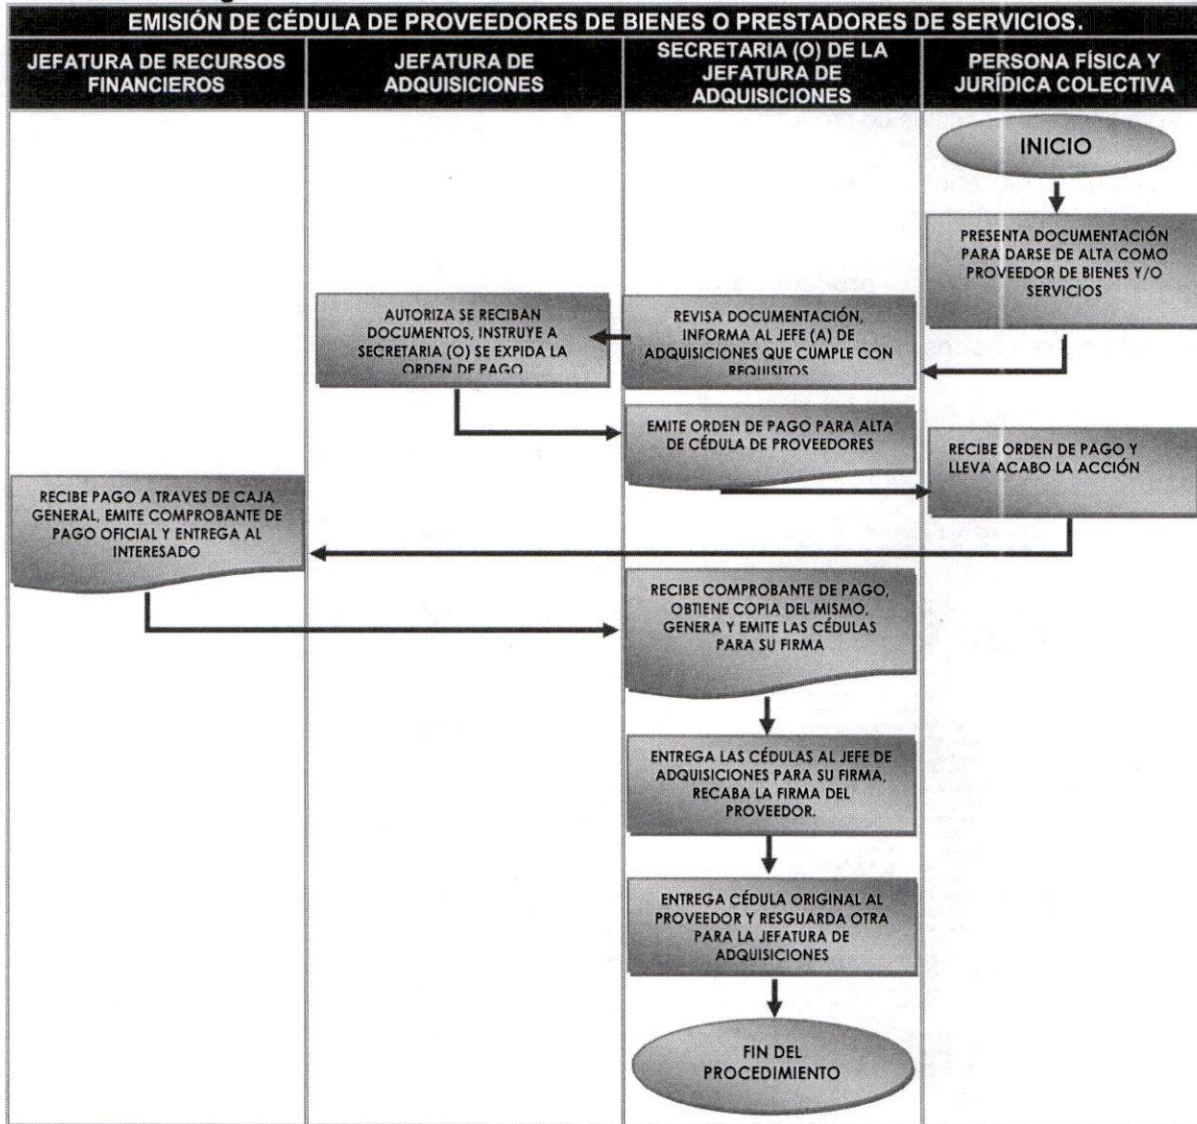 EMISIÓN DE CÉDULA DE PROVEEDORES DE BIENES O PRESTADORES DE SERVICIOS.
JEFATURA DE RECURSOS
FINANCIEROS
JEFATURA DE
ADQUISICIONES
SECRETARIA (O) DE LA
JEFATURA DE
ADQUISICIONES
PERSONA FÍSICA Y
JURÍDICA COLECTIVA
INICIO
PRESENTA DOCUMENTACIÓN
PARA DARSE DE ALTA COMO
PROVEEDOR DE BIENES Y/O
SERVICIOS
REVISA DOCUMENTACIÓN,
INFORMA AL JEFE (A) DE
ADQUISICIONES QUE CUMPLE CON
REQUISITOS
AUTORIZA SE RECIBAN
DOCUMENTOS, INSTRUYE A
SECRETARIA (O) SE EXPIDA LA
ORDEN DE PAGO
EMITE ORDEN DE PAGO PARA ALTA
DE CÉDULA DE PROVEEDORES
RECIBE ORDEN DE PAGO Y
LLEVA ACABO LA ACCIÓN
RECIBE PAGO A TRAVES DE CAJA
GENERAL, EMITE COMPROBANTE DE
PAGO OFICIAL Y ENTREGA AL
INTERESADO
RECIBE COMPROBANTE DE PAGO,
OBTIENE COPIA DEL MISMO,
GENERA Y EMITE LAS CÉDULAS
PARA SU FIRMA
ENTREGA LAS CÉDULAS AL JEFE DE
ADQUISICIONES PARA SU FIRMA,
RECABA LA FIRMA DEL
PROVEEDOR.
ENTREGA CÉDULA ORIGINAL AL
PROVEEDOR Y RESGUARDA OTRA
PARA LA JEFATURA DE
ADQUISICIONES
FIN DEL
PROCEDIMIENTO